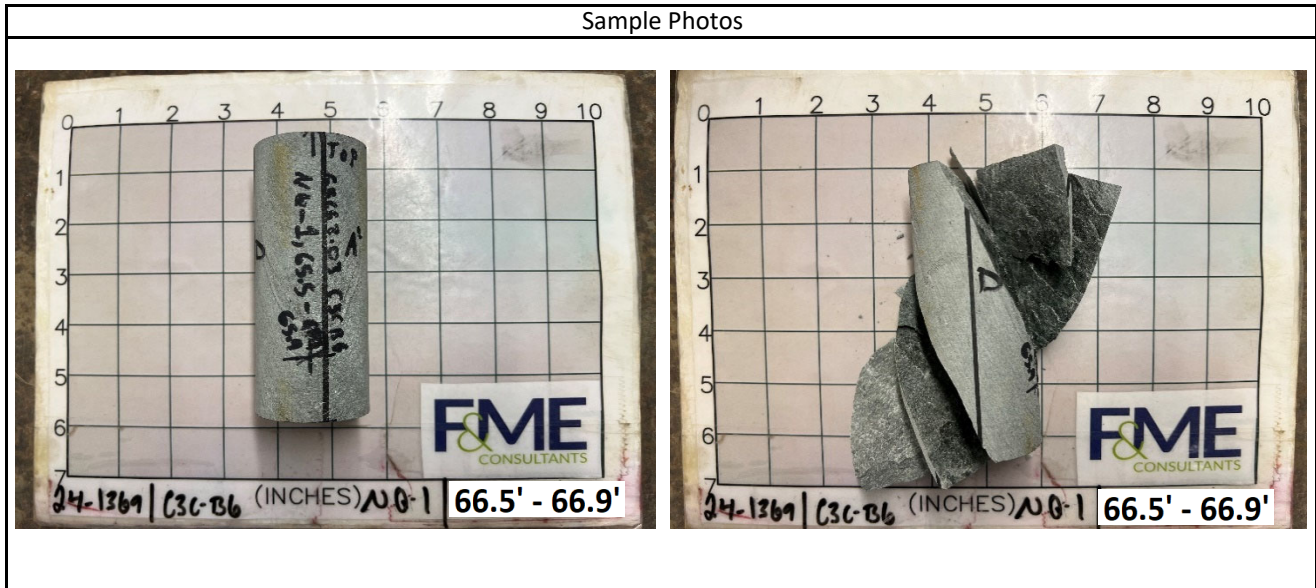 Sample Photos
0 1 2 3 4 5 6 7 8 9 10
1
2
3
4
5
6
7
TOP
D
F&ME
CONSULTANTS
24-1369 | C3C-B6 (INCHES) NQ-1 66.5' - 66.9'
0 1 2 3 4 5 6 7 8 9 10
1
2
3
4
5
6
7
D
F&ME
CONSULTANTS
24-1369 | C3C-B6 (INCHES) NQ-1 66.5' - 66.9'